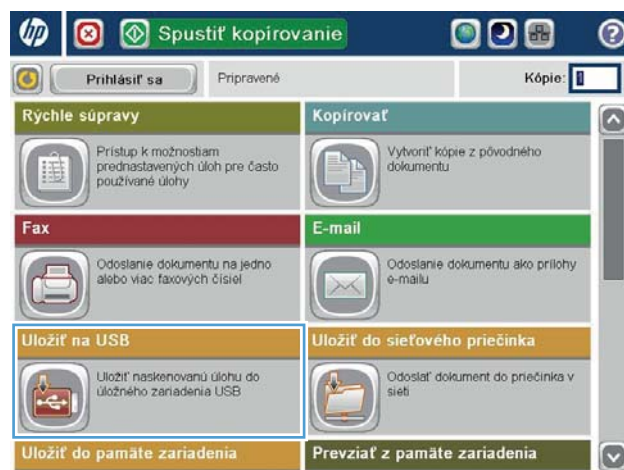 hp
Spustiť kopírovanie
?
Prihlásiť sa
Pripravené
Kópie: 1
Rýchle súpravy
Prístup k možnostiam
prednastavených úloh pre často
používané úlohy
Kopírovať
Vytvoriť kópie z pôvodného
dokumentu
Fax
Odoslanie dokumentu na jedno
alebo viac faxových čísiel
E-mail
Odoslanie dokumentu ako prílohy
e-mailu
Uložiť na USB
Uložiť naskenovanú úlohu do
úložného zariadenia USB
Uložiť do sieťového priečinka
Odoslať dokument do priečinka v
sieti
Uložiť do pamäte zariadenia
Prevziať z pamäte zariadenia